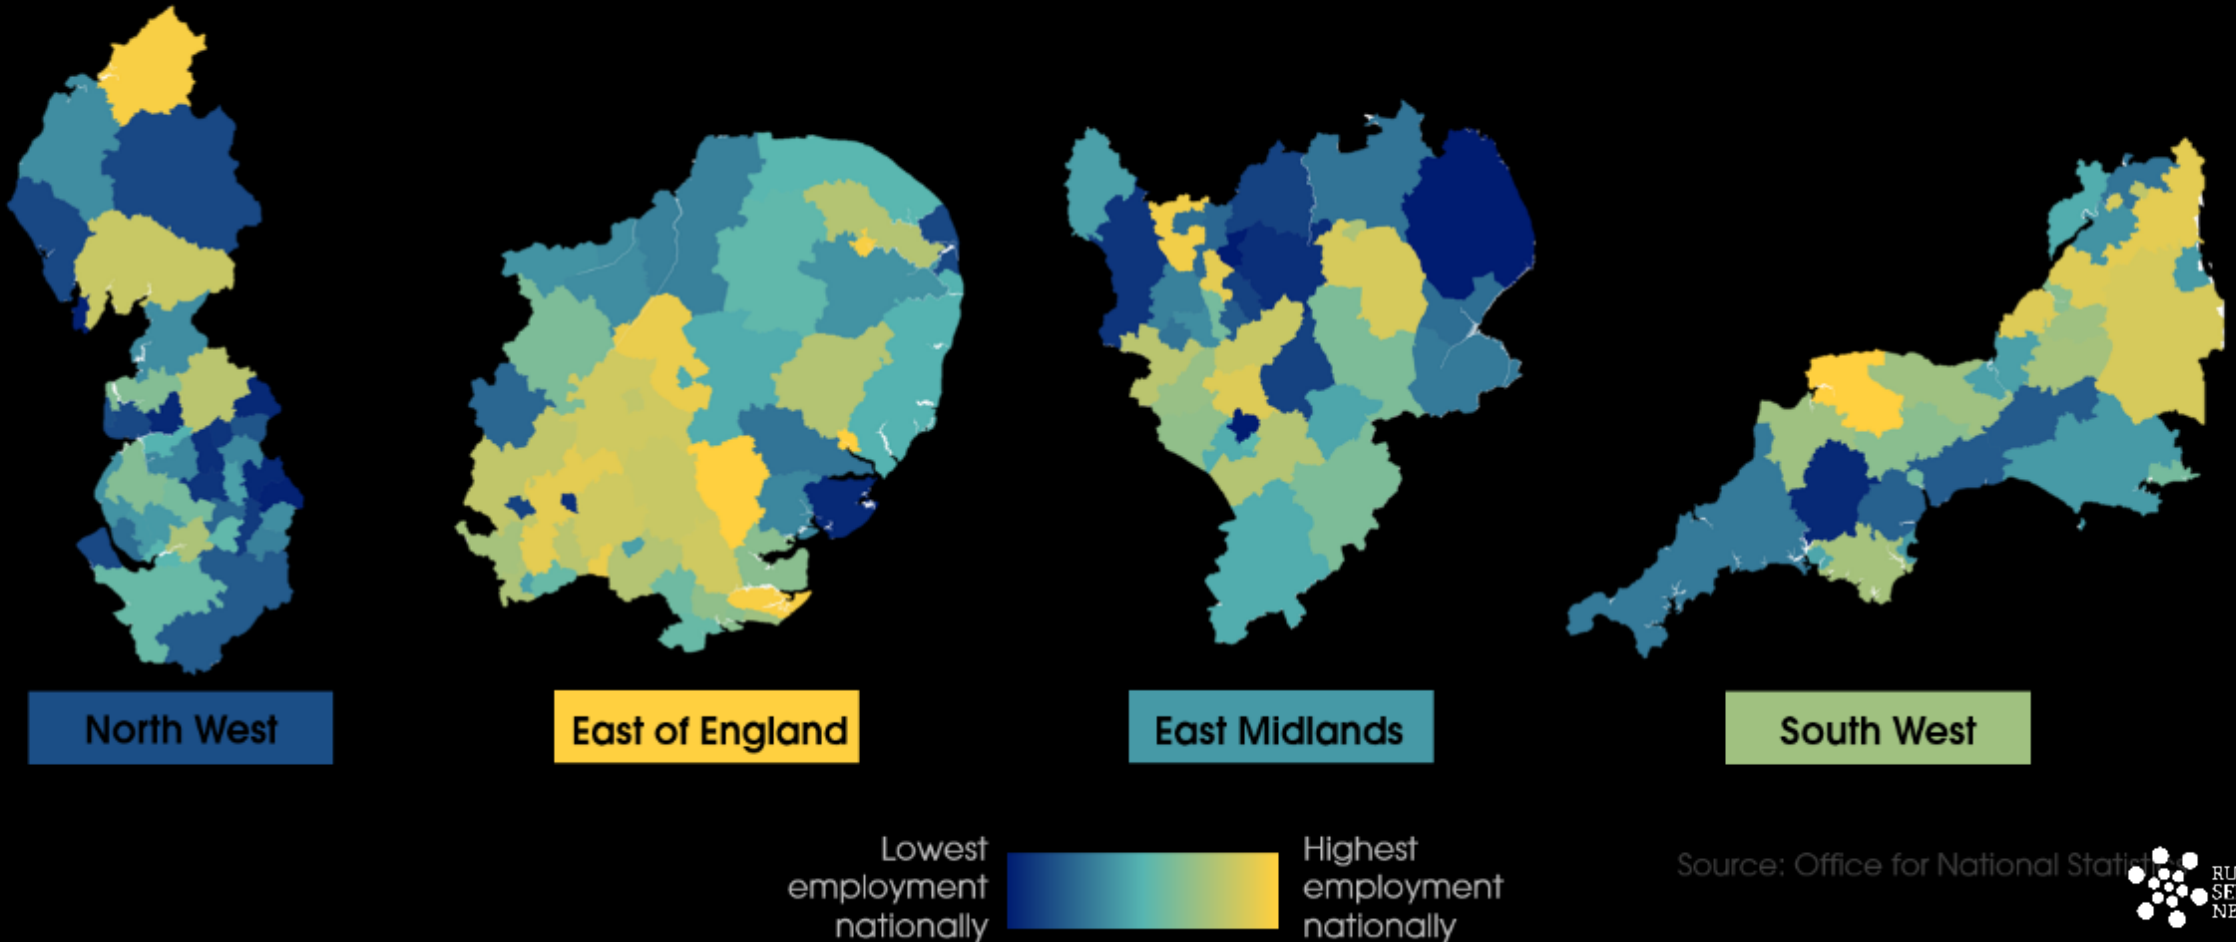 North West
East of England
East Midlands
South West
Lowest
employment
nationally
Highest
employment
nationally
Source: Office for National Statistics